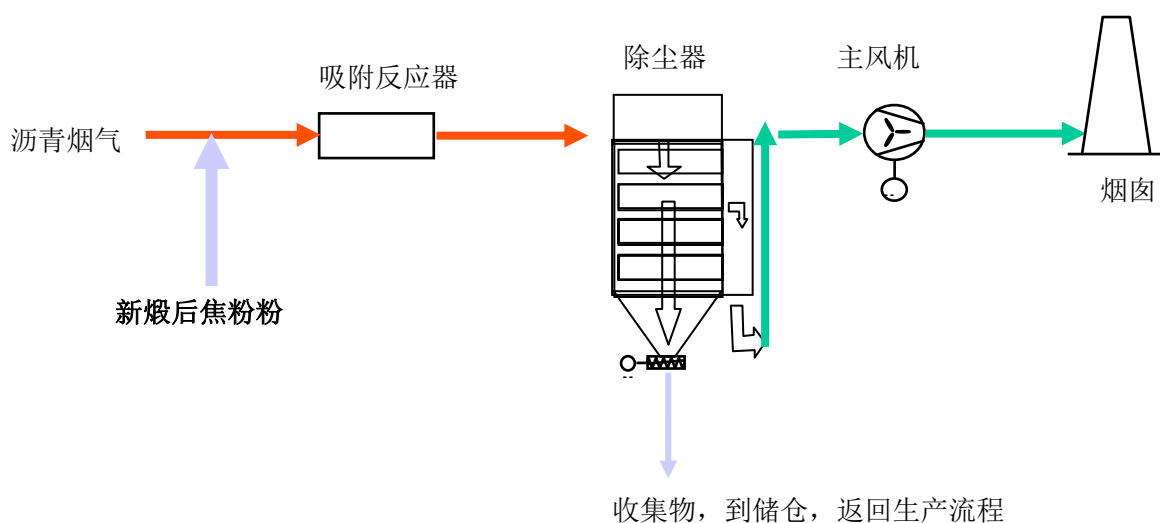 除尘器
主风机
吸附反应器
沥青烟气
烟囱
新煅后焦粉粉
收集物，到储仓，返回生产流程